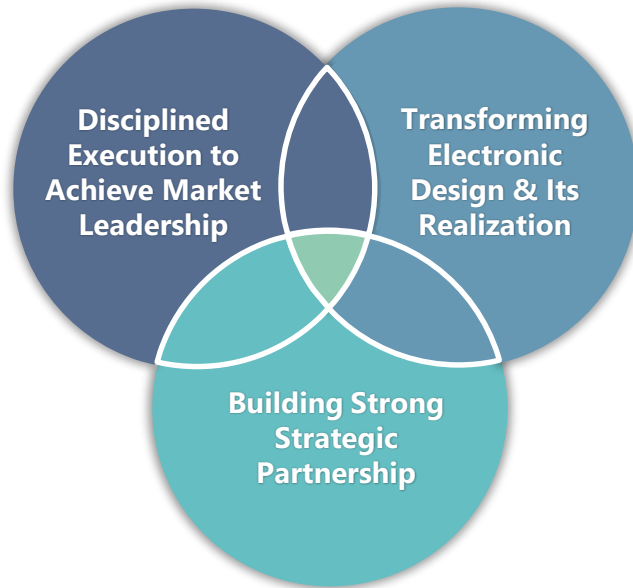 Disciplined
Execution to
Achieve Market
Leadership
Transforming
Electronic
Design & Its
Realization
Building Strong
Strategic
Partnership